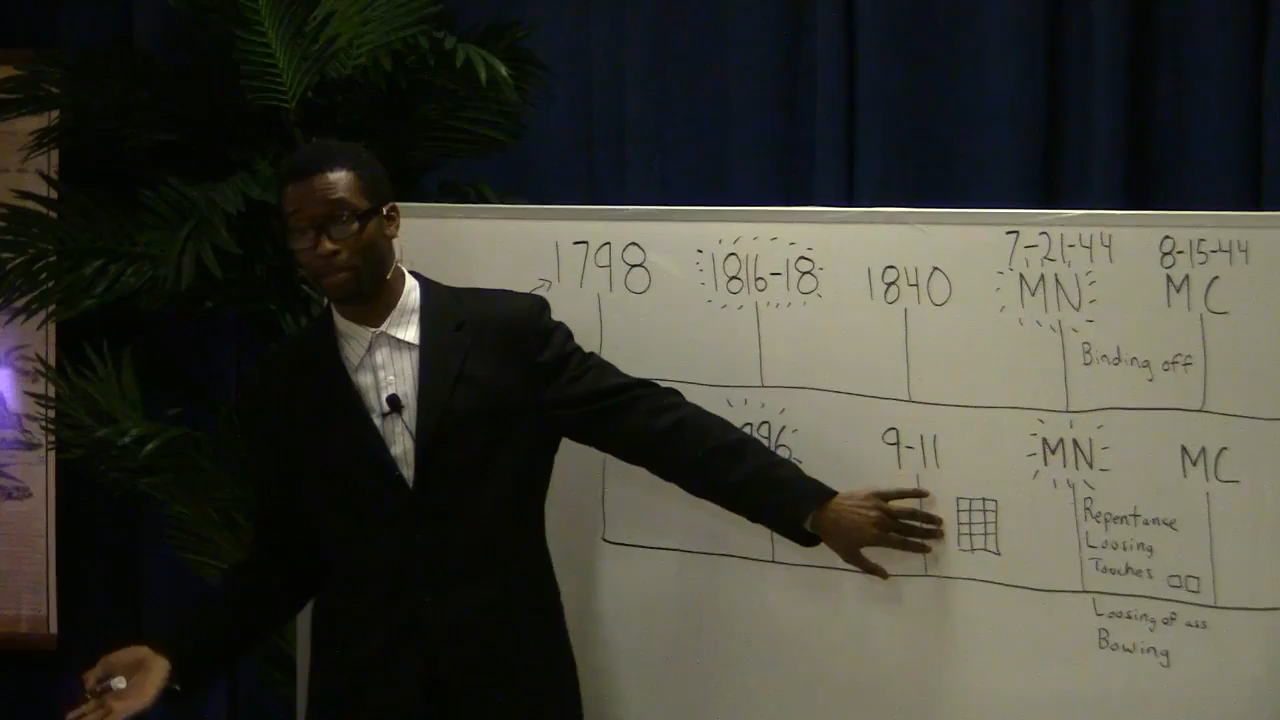 1798
1816-18
1840
7-21-44
MN
8-15-44
MC
Binding off
996
9-11
MN
MC
Repentance
Loosing
Touches
Loosing of ass
Bowing